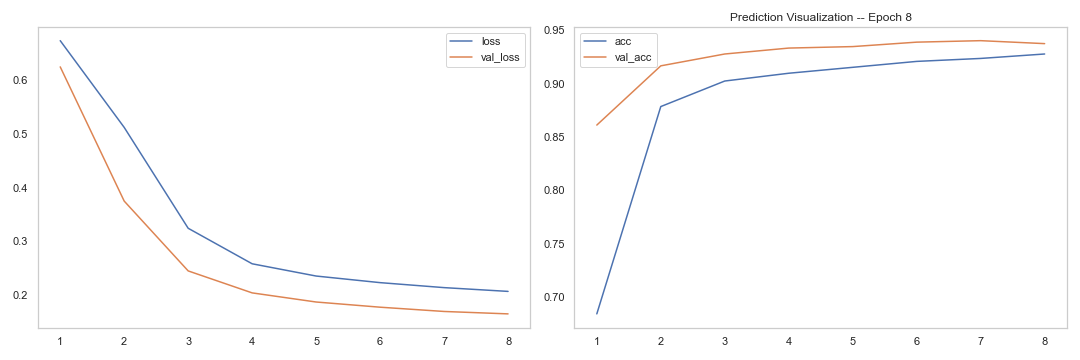 loss
val_loss
0.6
0.5
0.4
0.3
0.2
1 2 3 4 5 6 7 8
Prediction Visualization -- Epoch 8
acc
val_acc
0.95
0.90
0.85
0.80
0.75
0.70
1 2 3 4 5 6 7 8